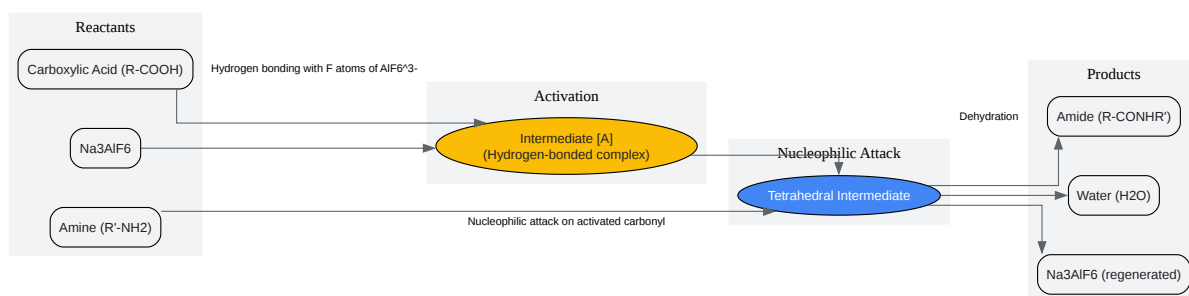 Reactants
Carboxylic Acid (R-COOH)
Hydrogen bonding with F atoms of AlF6^3-
Na3AlF6
Amine (R'-NH2)
Activation
Intermediate [A]
(Hydrogen-bonded complex)
Nucleophilic attack on activated carbonyl
Nucleophilic Attack
Tetrahedral Intermediate
Dehydration
Products
Amide (R-CONHR')
Water (H2O)
Na3AlF6 (regenerated)